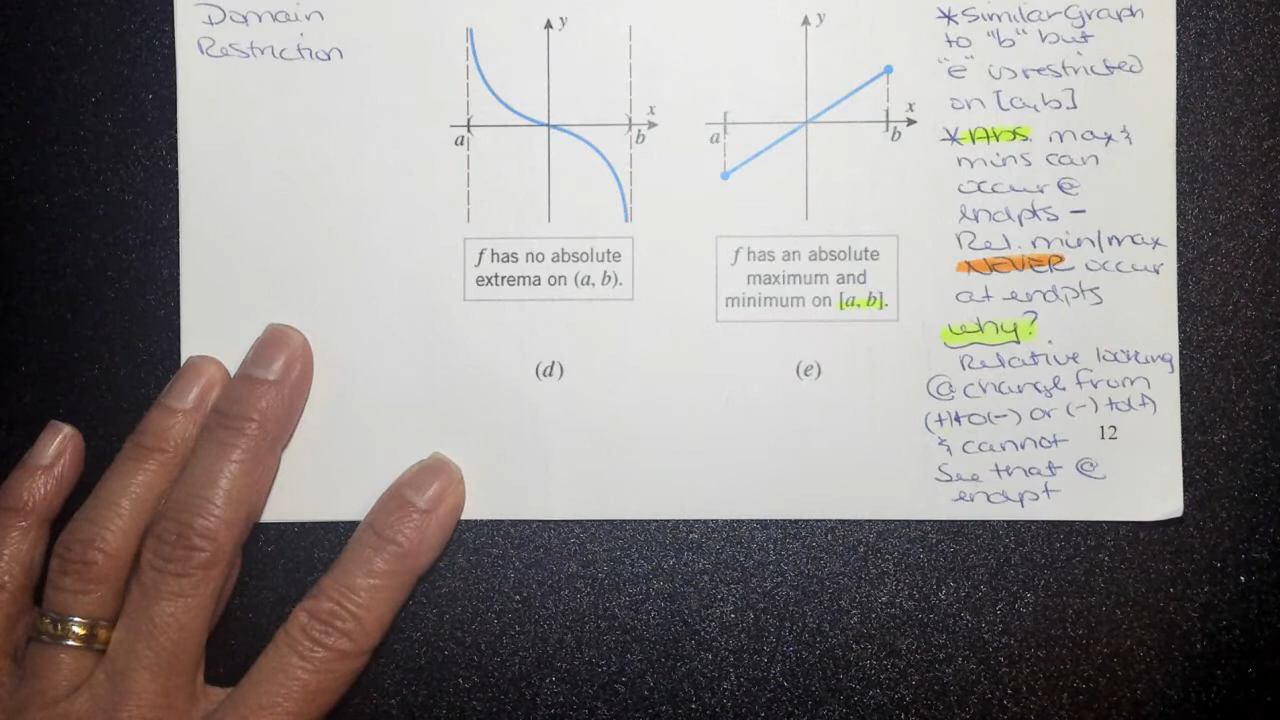 Domain
Restriction
y
x
a
b
f has no absolute
extrema on (a, b).
(d)
y
x
a
b
f has an absolute
maximum and
minimum on [a, b].
(e)
*Similar Graph
to "b" but
"e" is restricted
on [a,b]
*Abs. max &
mins can
occur @
endpts -
Rel. min/max
NEVER occur
at endpts
why?
Relative looking
@ change from
(+) to (-) or (-) to (+)
& cannot
See that @
endpt
12